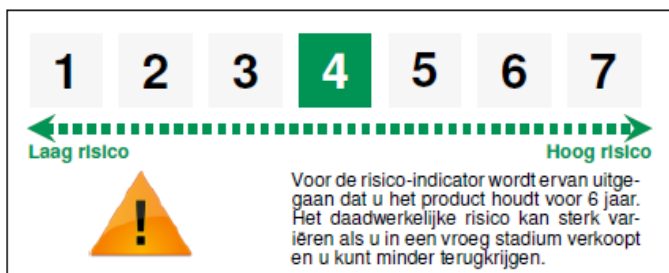 1 2 3 4 5 6 7
Laag risico Hoog risico
Voor de risico-indicator wordt ervan uitge-
gaan dat u het product houdt voor 6 jaar.
Het daadwerkelijke risico kan sterk var-
iëren als u in een vroeg stadium verkoopt
en u kunt minder terugkrijgen.